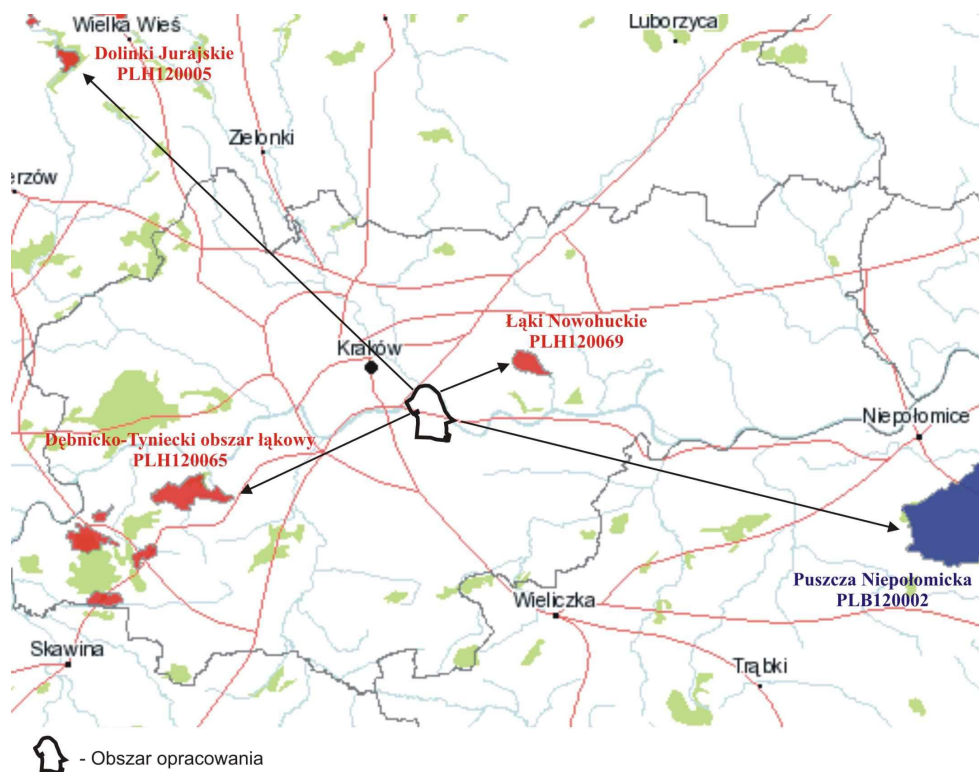 Wielka Wieś
Luborzyca
Dolinki Jurajskie
PLH120005
Zielonki
erzów
Łąki Nowohuckie
PLH120069
Kraków
Niepołomice
Dębnicko-Tyniecki obszar łąkowy
PLH120065
Puszcza Niepołomicka
PLB120002
Wieliczka
Skawina
Trąbki
- Obszar opracowania